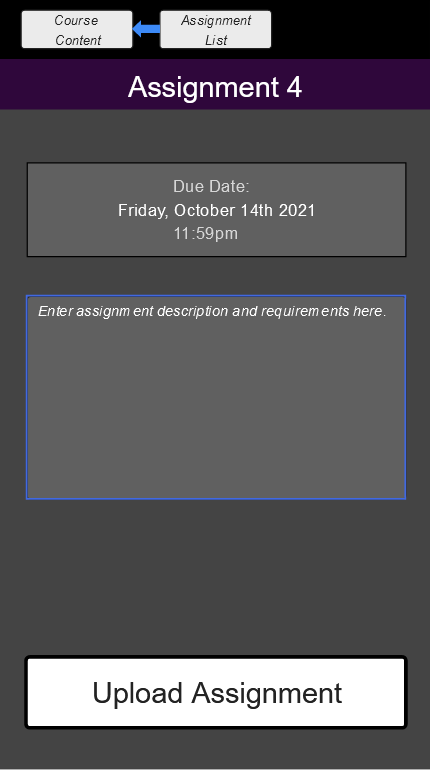 Course
Content
Assignment
List
Assignment 4
Due Date:
Friday, October 14th 2021
11:59pm
Enter assignment description and requirements here.
Upload Assignment